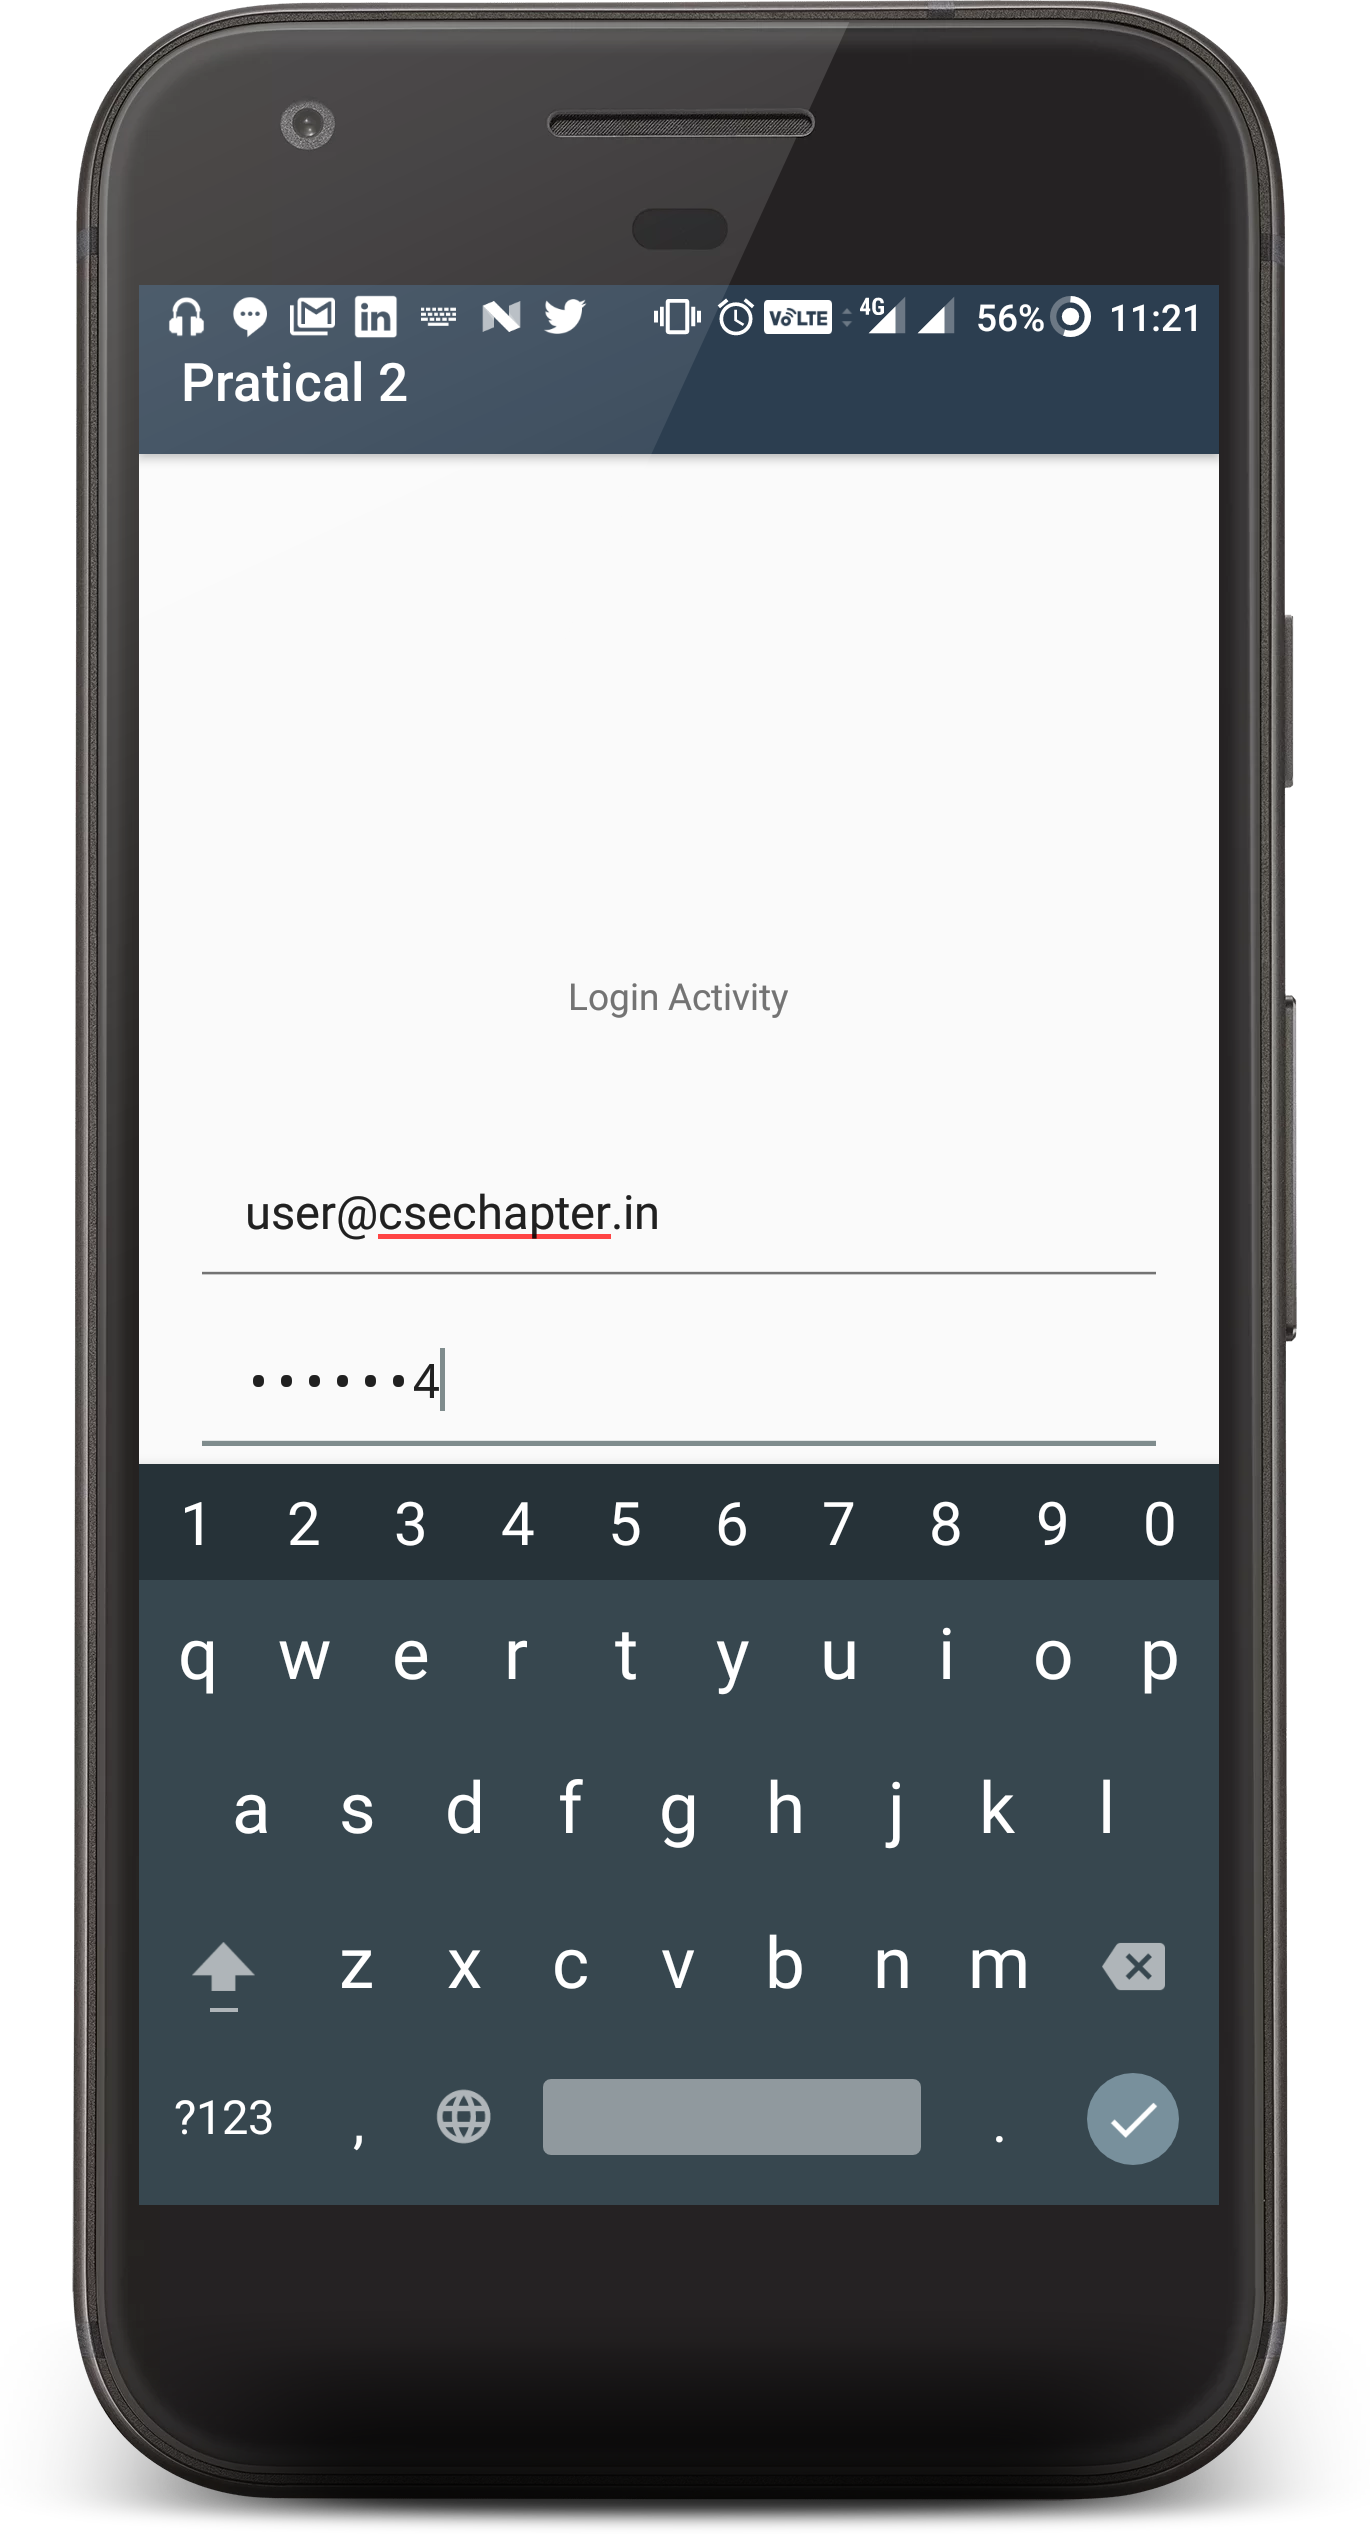 VoLTE 4G 56% 11:21
Pratical 2
Login Activity
user@csechapter.in
••••••4
1 2 3 4 5 6 7 8 9 0
q w e r t y u i o p
a s d f g h j k l
z x c v b n m
?123 , .